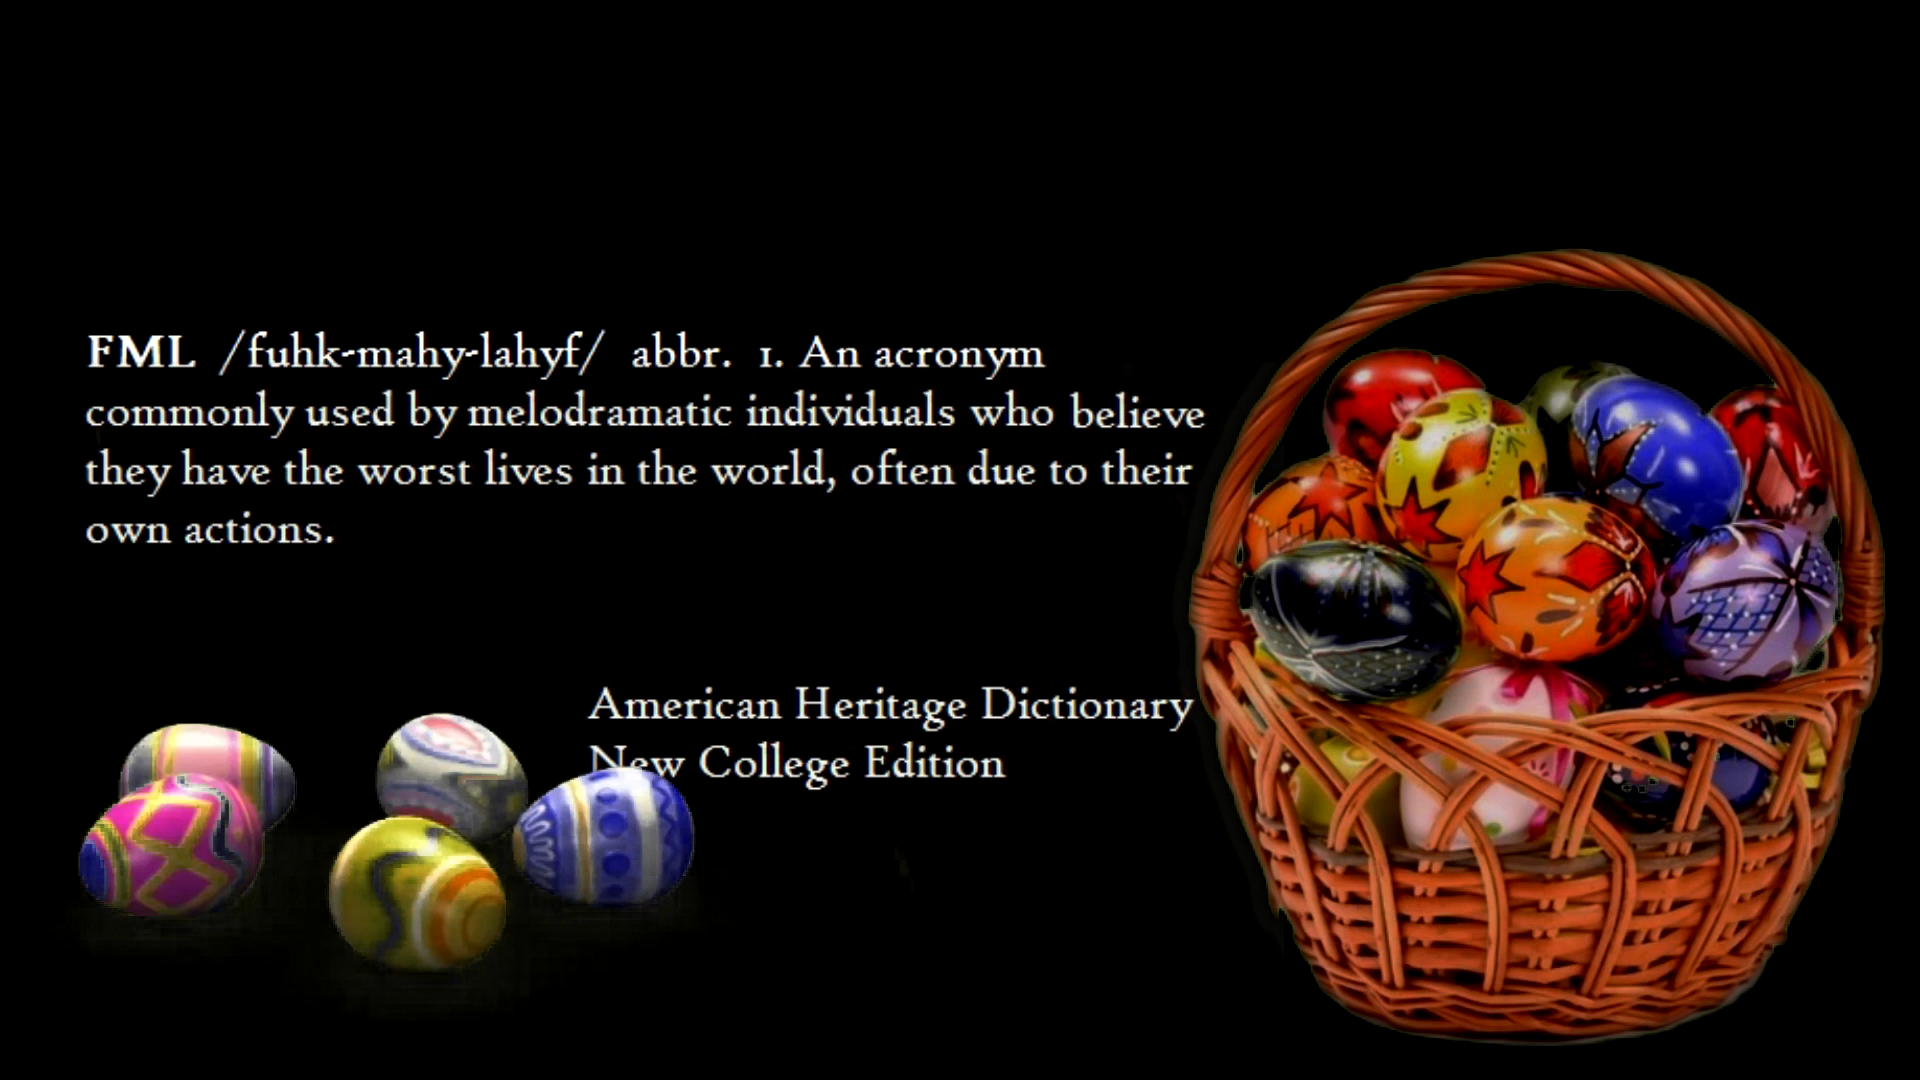 FML /fuhk-mahy-lahyf/ abbr. 1. An acronym
commonly used by melodramatic individuals who believe
they have the worst lives in the world, often due to their
own actions.
American Heritage Dictionary
New College Edition